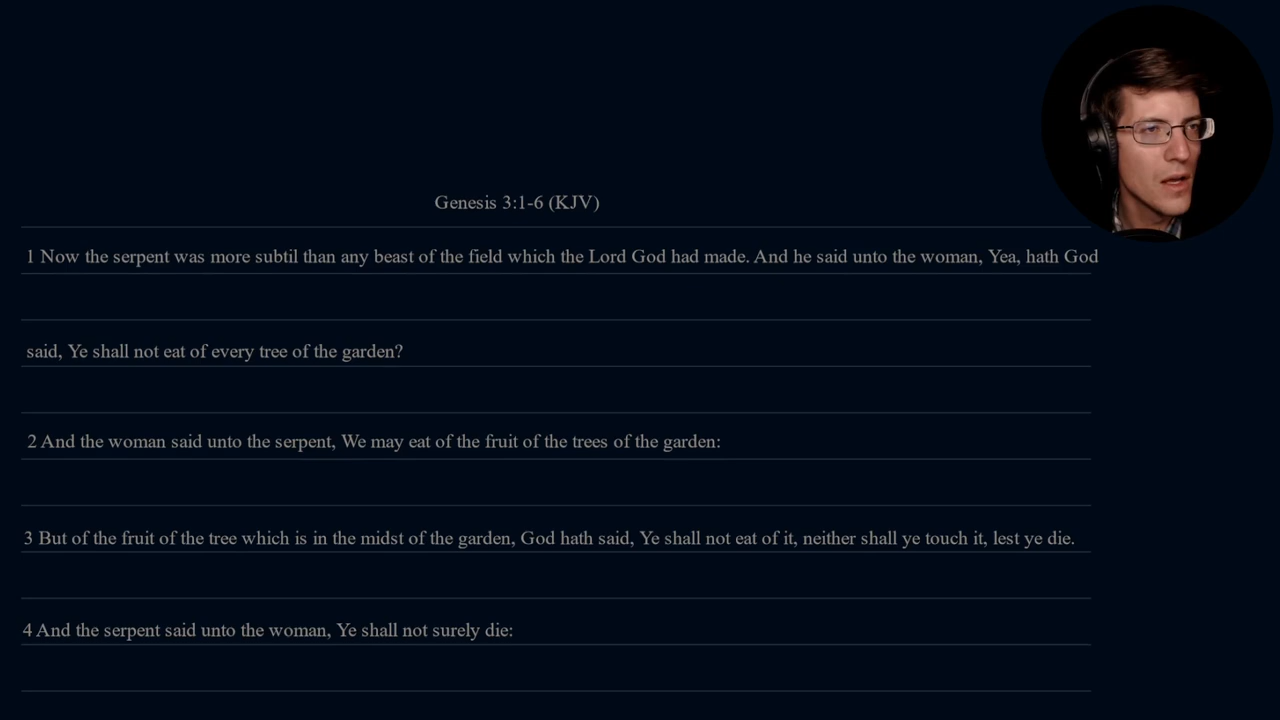 Genesis 3:1-6 (KJV)
1 Now the serpent was more subtil than any beast of the field which the Lord God had made. And he said unto the woman, Yea, hath God
said, Ye shall not eat of every tree of the garden?
2 And the woman said unto the serpent, We may eat of the fruit of the trees of the garden:
3 But of the fruit of the tree which is in the midst of the garden, God hath said, Ye shall not eat of it, neither shall ye touch it, lest ye die.
4 And the serpent said unto the woman, Ye shall not surely die: